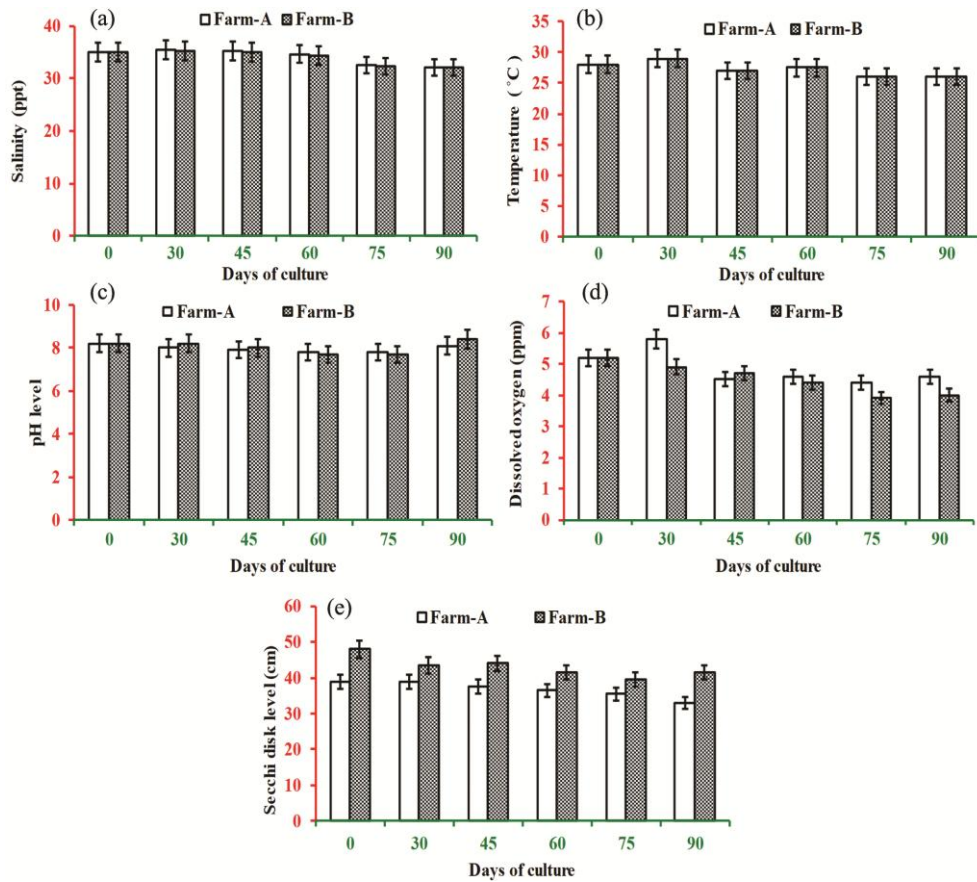 (a)
Farm-A Farm-B
Salinity (ppt)
40
30
20
10
0
0 30 45 60 75 90
Days of culture
(b)
Farm-A Farm-B
Temperature (°C)
35
30
25
20
15
10
5
0
0 30 45 60 75 90
Days of culture
(c)
Farm-A Farm-B
pH level
10
8
6
4
2
0
0 30 45 60 75 90
Days of culture
(d)
Farm-A Farm-B
Dissolved oxygen (ppm)
7
6
5
4
3
2
1
0
0 30 45 60 75 90
Days of culture
(e)
Farm-A Farm-B
Secchi disk level (cm)
60
50
40
30
20
10
0
0 30 45 60 75 90
Days of culture